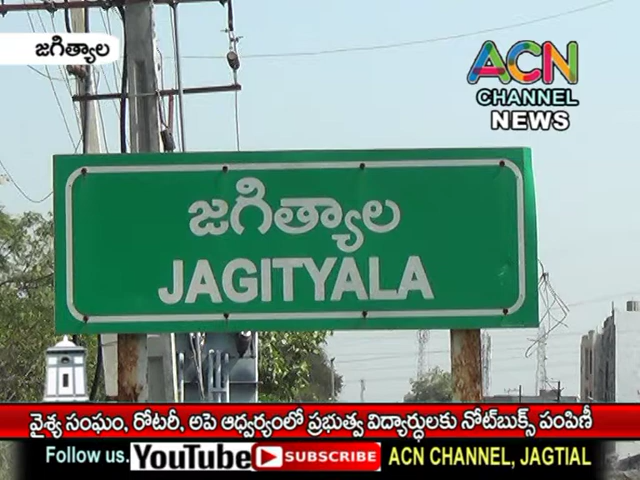 జగిత్యాల
ACN
CHANNEL
NEWS
జగిత్యాల
JAGITYALA
వైశ్య సంఘం, రోటరీ, అపె ఆధ్వర్యంలో ప్రభుత్వ విద్యార్ధులకు నోట్‌బుక్స్ పంపిణీ
Follow us. YouTube SUBSCRIBE ACN CHANNEL, JAGTIAL